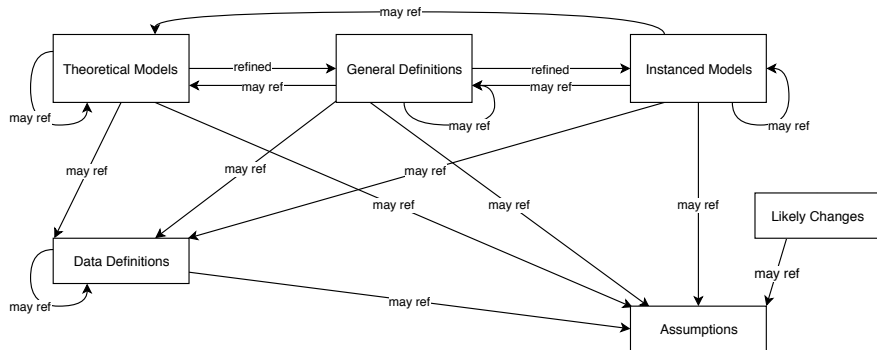 may ref
Theoretical Models
refined
General Definitions
refined
Instanced Models
may ref
may ref
may ref
may ref
may ref
may ref
may ref
may ref
may ref
may ref
may ref
Likely Changes
Data Definitions
may ref
may ref
may ref
Assumptions